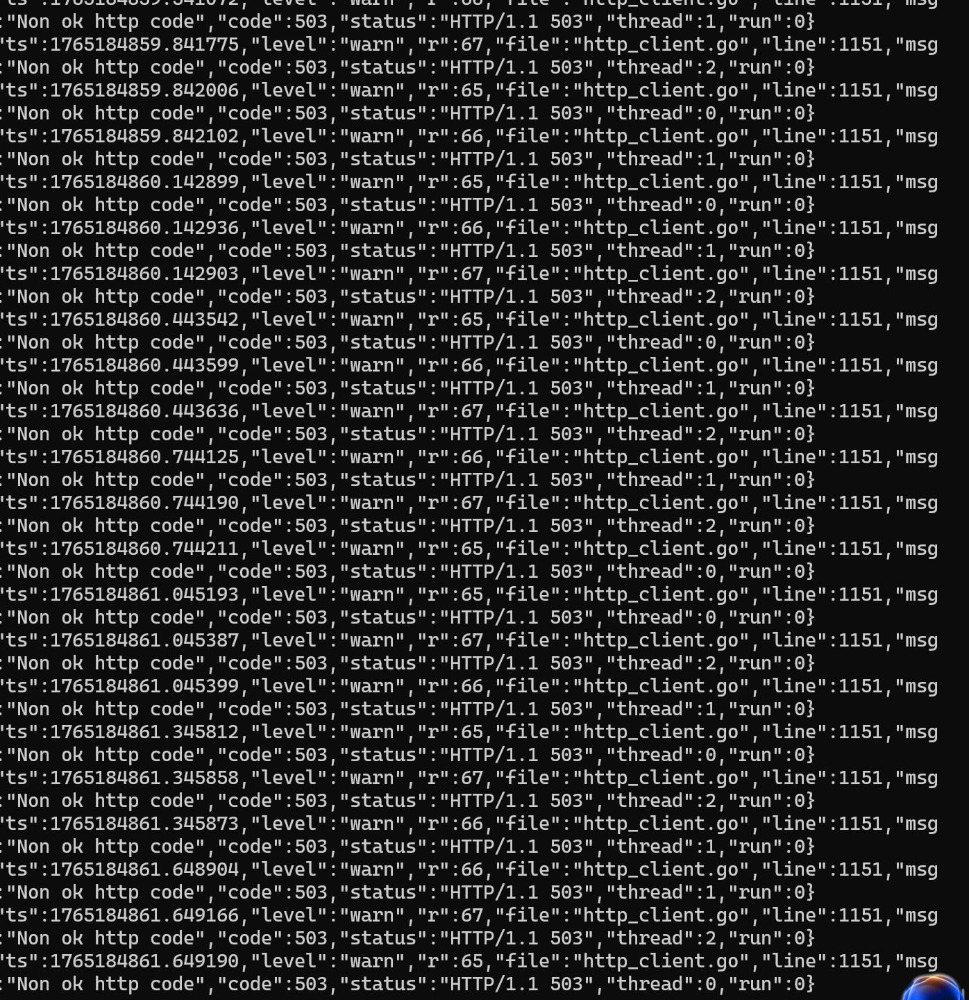 "ts":1765184859.541072,"level":"warn","r":66,"file":"http_client.go","line":1151,"msg
:"Non ok http code","code":503,"status":"HTTP/1.1 503","thread":1,"run":0}
"ts":1765184859.841775,"level":"warn","r":67,"file":"http_client.go","line":1151,"msg
:"Non ok http code","code":503,"status":"HTTP/1.1 503","thread":2,"run":0}
"ts":1765184859.842006,"level":"warn","r":65,"file":"http_client.go","line":1151,"msg
:"Non ok http code","code":503,"status":"HTTP/1.1 503","thread":0,"run":0}
"ts":1765184859.842102,"level":"warn","r":66,"file":"http_client.go","line":1151,"msg
:"Non ok http code","code":503,"status":"HTTP/1.1 503","thread":1,"run":0}
"ts":1765184860.142899,"level":"warn","r":65,"file":"http_client.go","line":1151,"msg
:"Non ok http code","code":503,"status":"HTTP/1.1 503","thread":0,"run":0}
"ts":1765184860.142936,"level":"warn","r":66,"file":"http_client.go","line":1151,"msg
:"Non ok http code","code":503,"status":"HTTP/1.1 503","thread":1,"run":0}
"ts":1765184860.142903,"level":"warn","r":67,"file":"http_client.go","line":1151,"msg
:"Non ok http code","code":503,"status":"HTTP/1.1 503","thread":2,"run":0}
"ts":1765184860.443542,"level":"warn","r":65,"file":"http_client.go","line":1151,"msg
:"Non ok http code","code":503,"status":"HTTP/1.1 503","thread":0,"run":0}
"ts":1765184860.443599,"level":"warn","r":66,"file":"http_client.go","line":1151,"msg
:"Non ok http code","code":503,"status":"HTTP/1.1 503","thread":1,"run":0}
"ts":1765184860.443636,"level":"warn","r":67,"file":"http_client.go","line":1151,"msg
:"Non ok http code","code":503,"status":"HTTP/1.1 503","thread":2,"run":0}
"ts":1765184860.744125,"level":"warn","r":66,"file":"http_client.go","line":1151,"msg
:"Non ok http code","code":503,"status":"HTTP/1.1 503","thread":1,"run":0}
"ts":1765184860.744190,"level":"warn","r":67,"file":"http_client.go","line":1151,"msg
:"Non ok http code","code":503,"status":"HTTP/1.1 503","thread":2,"run":0}
"ts":1765184860.744211,"level":"warn","r":65,"file":"http_client.go","line":1151,"msg
:"Non ok http code","code":503,"status":"HTTP/1.1 503","thread":0,"run":0}
"ts":1765184861.045193,"level":"warn","r":65,"file":"http_client.go","line":1151,"msg
:"Non ok http code","code":503,"status":"HTTP/1.1 503","thread":0,"run":0}
"ts":1765184861.045387,"level":"warn","r":67,"file":"http_client.go","line":1151,"msg
:"Non ok http code","code":503,"status":"HTTP/1.1 503","thread":2,"run":0}
"ts":1765184861.045399,"level":"warn","r":66,"file":"http_client.go","line":1151,"msg
:"Non ok http code","code":503,"status":"HTTP/1.1 503","thread":1,"run":0}
"ts":1765184861.345812,"level":"warn","r":65,"file":"http_client.go","line":1151,"msg
:"Non ok http code","code":503,"status":"HTTP/1.1 503","thread":0,"run":0}
"ts":1765184861.345858,"level":"warn","r":67,"file":"http_client.go","line":1151,"msg
:"Non ok http code","code":503,"status":"HTTP/1.1 503","thread":2,"run":0}
"ts":1765184861.345873,"level":"warn","r":66,"file":"http_client.go","line":1151,"msg
:"Non ok http code","code":503,"status":"HTTP/1.1 503","thread":1,"run":0}
"ts":1765184861.648904,"level":"warn","r":66,"file":"http_client.go","line":1151,"msg
:"Non ok http code","code":503,"status":"HTTP/1.1 503","thread":1,"run":0}
"ts":1765184861.649166,"level":"warn","r":67,"file":"http_client.go","line":1151,"msg
:"Non ok http code","code":503,"status":"HTTP/1.1 503","thread":2,"run":0}
"ts":1765184861.649190,"level":"warn","r":65,"file":"http_client.go","line":1151,"msg
:"Non ok http code","code":503,"status":"HTTP/1.1 503","thread":0,"run":0}